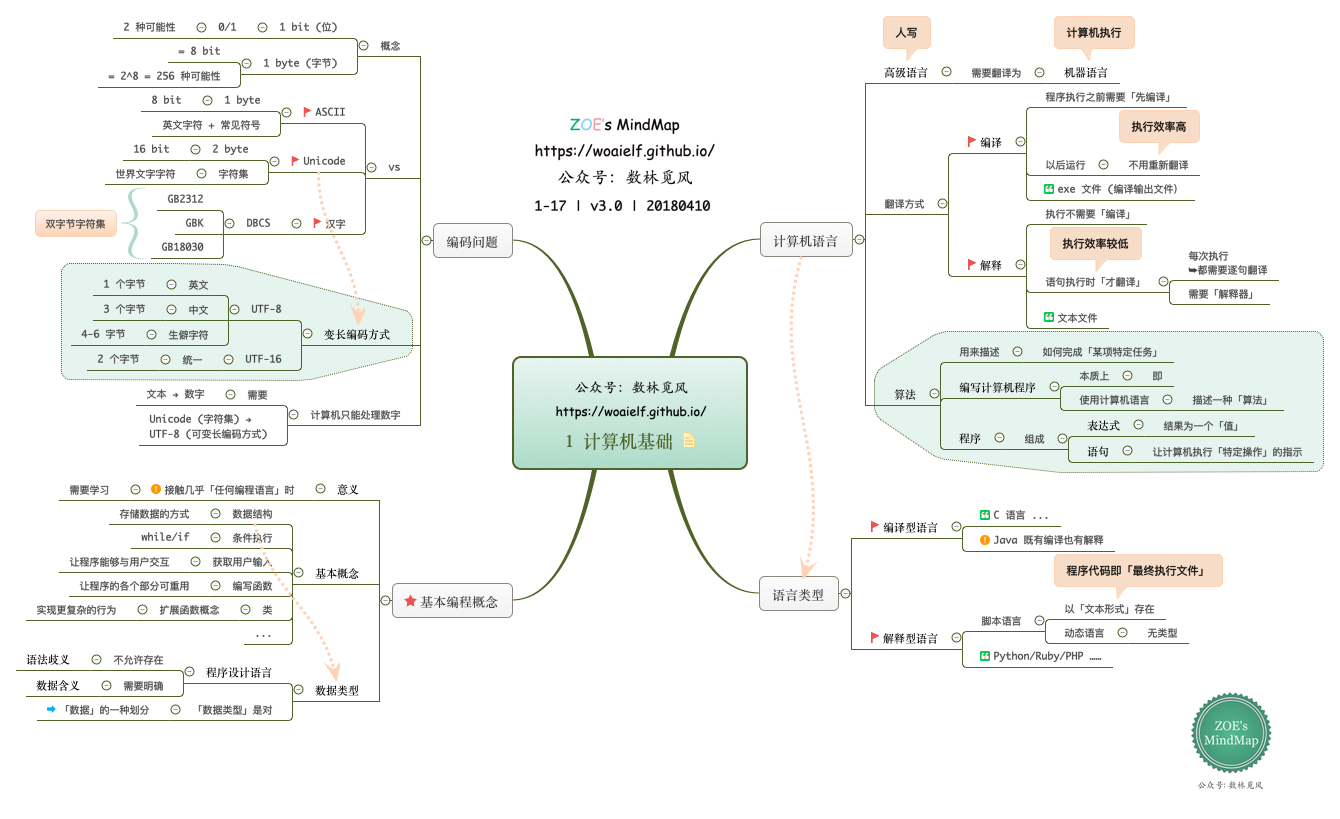 ZOE's MindMap
https://woaielf.github.io/
公众号: 数林觅风
1-17 | v3.0 | 20180410
公众号: 数林觅风
https://woaielf.github.io/
1 计算机基础
编码问题
概念
1 bit (位)
0/1
2 种可能性
1 byte (字节)
= 8 bit
= 2^8 = 256 种可能性
vs
ASCII
1 byte
8 bit
英文字符 + 常见符号
Unicode
2 byte
16 bit
字符集
世界文字字符
汉字
DBCS
GB2312
GBK
GB18030
双字节字符集
变长编码方式
UTF-8
英文
1 个字节
中文
3 个字节
生僻字符
4-6 字节
UTF-16
统一
2 个字节
计算机只能处理数字
需要
文本 → 数字
Unicode (字符集) →
UTF-8 (可变长编码方式)
基本编程概念
意义
接触几乎「任何编程语言」时
需要学习
基本概念
数据结构
存储数据的方式
条件执行
while/if
获取用户输入
让程序能够与用户交互
编写函数
让程序的各个部分可重用
类
扩展函数概念
实现更复杂的行为
...
数据类型
程序设计语言
不允许存在
语法歧义
需要明确
数据含义
「数据类型」是对
「数据」的一种划分
计算机语言
人写
计算机执行
高级语言
需要翻译为
机器语言
翻译方式
编译
程序执行之前需要「先编译」
执行效率高
以后运行
不用重新翻译
exe 文件 (编译输出文件)
解释
执行不需要「编译」
执行效率较低
语句执行时「才翻译」
每次执行
➥都需要逐句翻译
需要「解释器」
文本文件
算法
用来描述
如何完成「某项特定任务」
编写计算机程序
本质上
即
使用计算机语言
描述一种「算法」
程序
组成
表达式
结果为一个「值」
语句
让计算机执行「特定操作」的指示
语言类型
编译型语言
C 语言 ...
Java 既有编译也有解释
解释型语言
程序代码即「最终执行文件」
脚本语言
以「文本形式」存在
动态语言
无类型
Python/Ruby/PHP ……
ZOE's
MindMap
公众号: 数林觅风